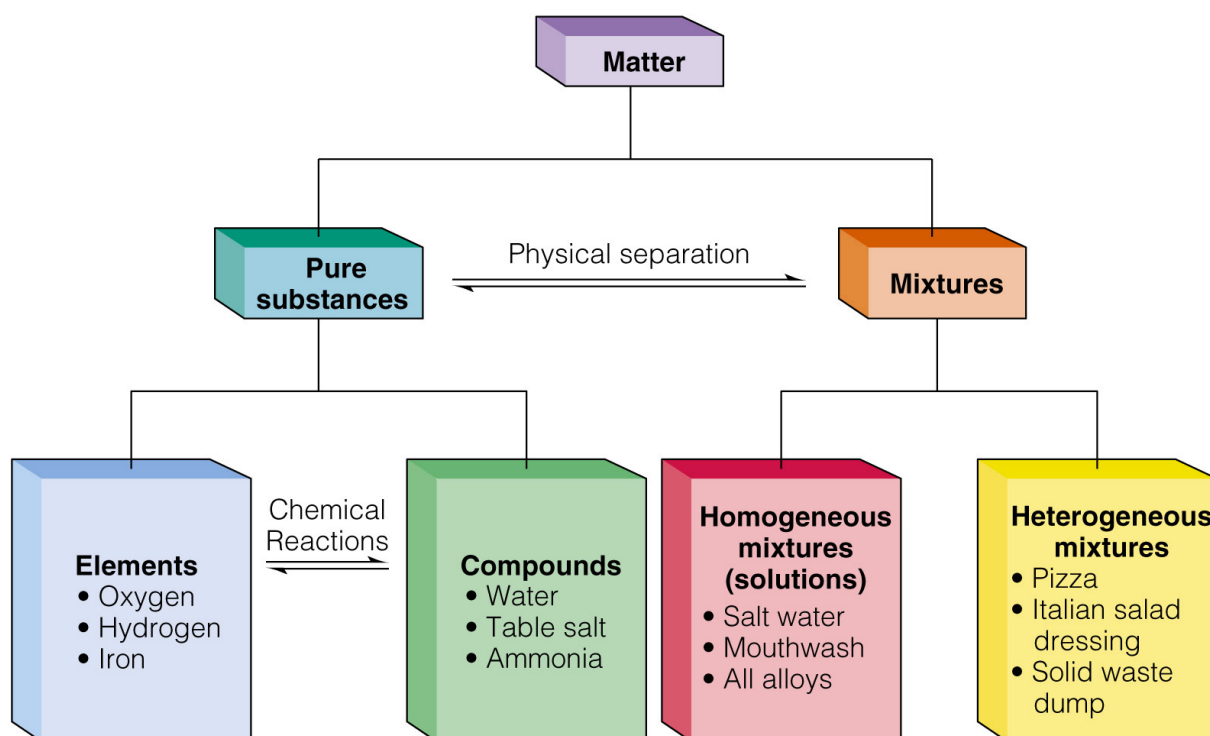 Matter
Pure
substances
Physical separation
Mixtures
Elements
• Oxygen
• Hydrogen
• Iron
Chemical
Reactions
Compounds
• Water
• Table salt
• Ammonia
Homogeneous
mixtures
(solutions)
• Salt water
• Mouthwash
• All alloys
Heterogeneous
mixtures
• Pizza
• Italian salad
dressing
• Solid waste
dump